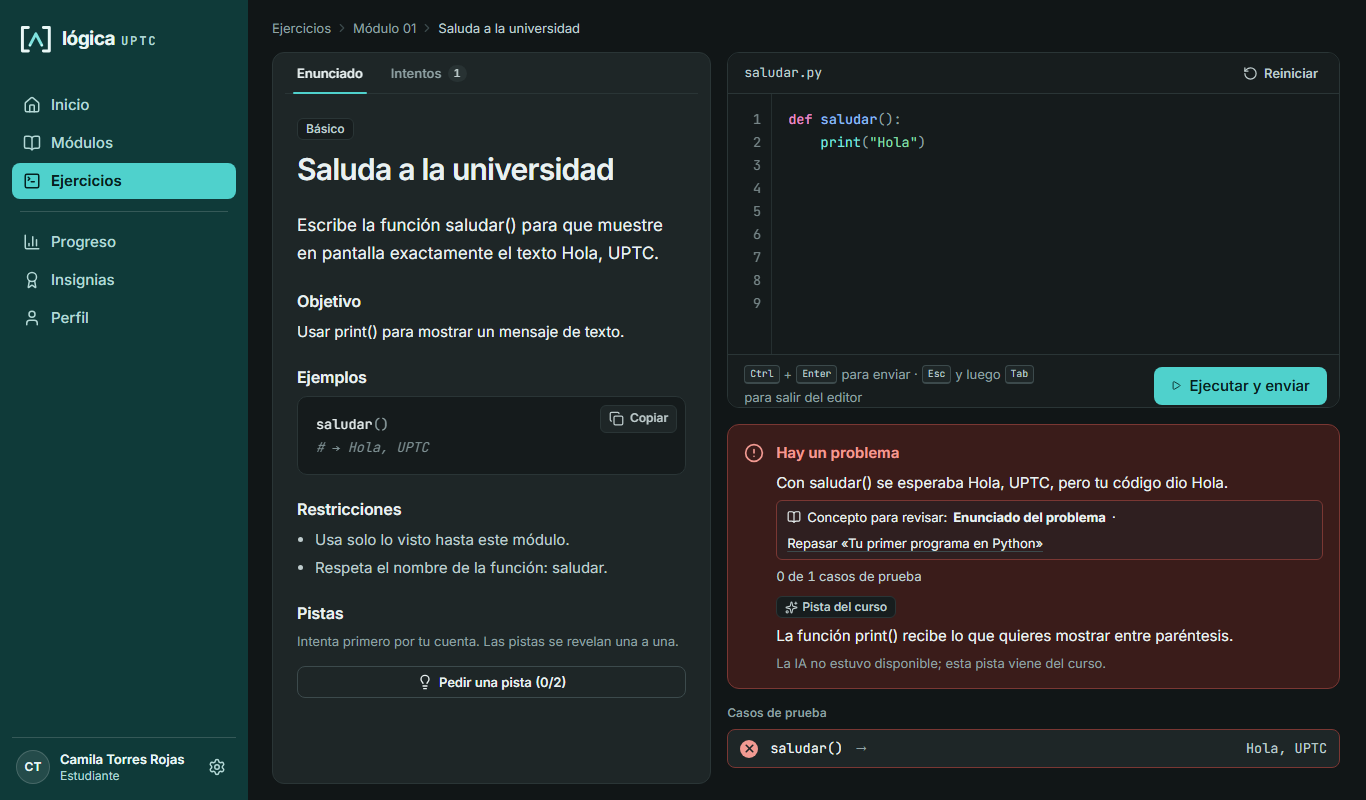 lógica UPTC
Inicio
Módulos
Ejercicios
Progreso
Insignias
Perfil
CT
Camila Torres Rojas
Estudiante
Ejercicios > Módulo 01 > Saluda a la universidad
Enunciado Intentos 1
Básico
Saluda a la universidad
Escribe la función saludar() para que muestre
en pantalla exactamente el texto Hola, UPTC.
Objetivo
Usar print() para mostrar un mensaje de texto.
Ejemplos
saludar()
# → Hola, UPTC
Copiar
Restricciones
• Usa solo lo visto hasta este módulo.
• Respeta el nombre de la función: saludar.
Pistas
Intenta primero por tu cuenta. Las pistas se revelan una a una.
Pedir una pista (0/2)
saludar.py
Reiniciar
1 def saludar():
2 print("Hola")
3
4
5
6
7
8
9
Ctrl + Enter para enviar · Esc y luego Tab
para salir del editor
Ejecutar y enviar
Hay un problema
Con saludar() se esperaba Hola, UPTC, pero tu código dio Hola.
Concepto para revisar: Enunciado del problema ·
Repasar «Tu primer programa en Python»
0 de 1 casos de prueba
Pista del curso
La función print() recibe lo que quieres mostrar entre paréntesis.
La IA no estuvo disponible; esta pista viene del curso.
Casos de prueba
saludar() → Hola, UPTC